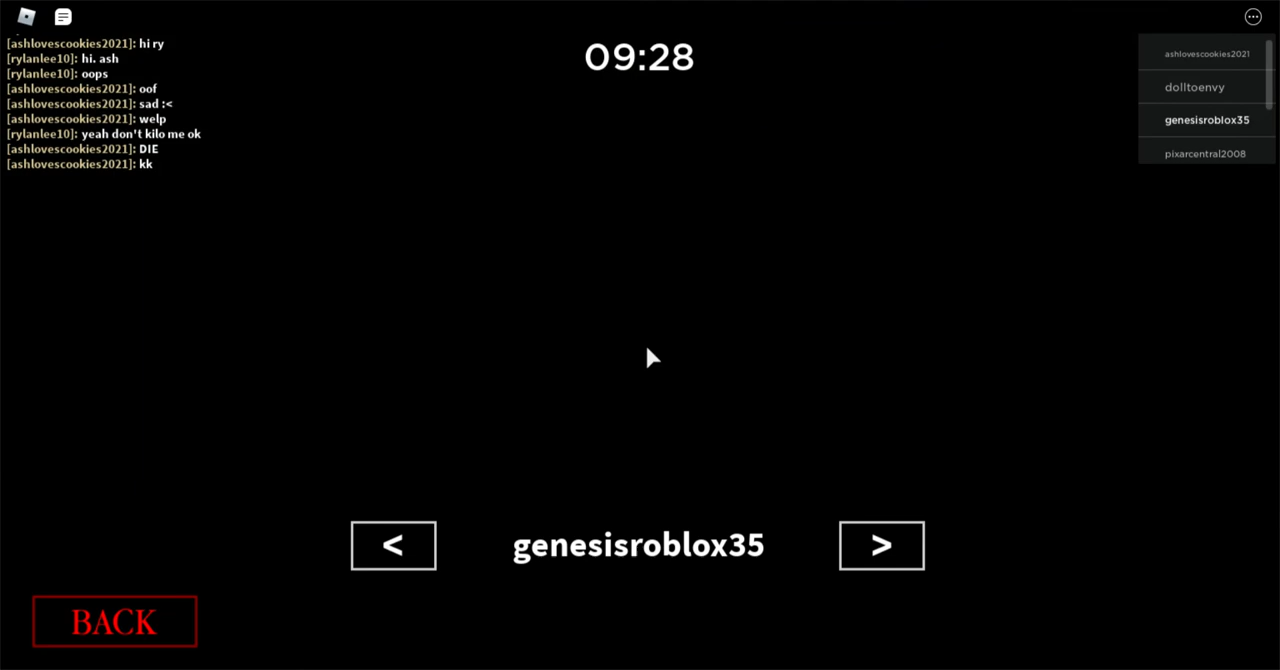 09:28
[ashlovescookies2021]: hi ry
[rylanlee10]: hi. ash
[rylanlee10]: oops
[ashlovescookies2021]: oof
[ashlovescookies2021]: sad :<
[ashlovescookies2021]: welp
[rylanlee10]: yeah don't kilo me ok
[ashlovescookies2021]: DIE
[ashlovescookies2021]: kk
ashlovescookies2021
dolltoenvy
genesisroblox35
pixarcentral2008
< genesisroblox35 >
BACK